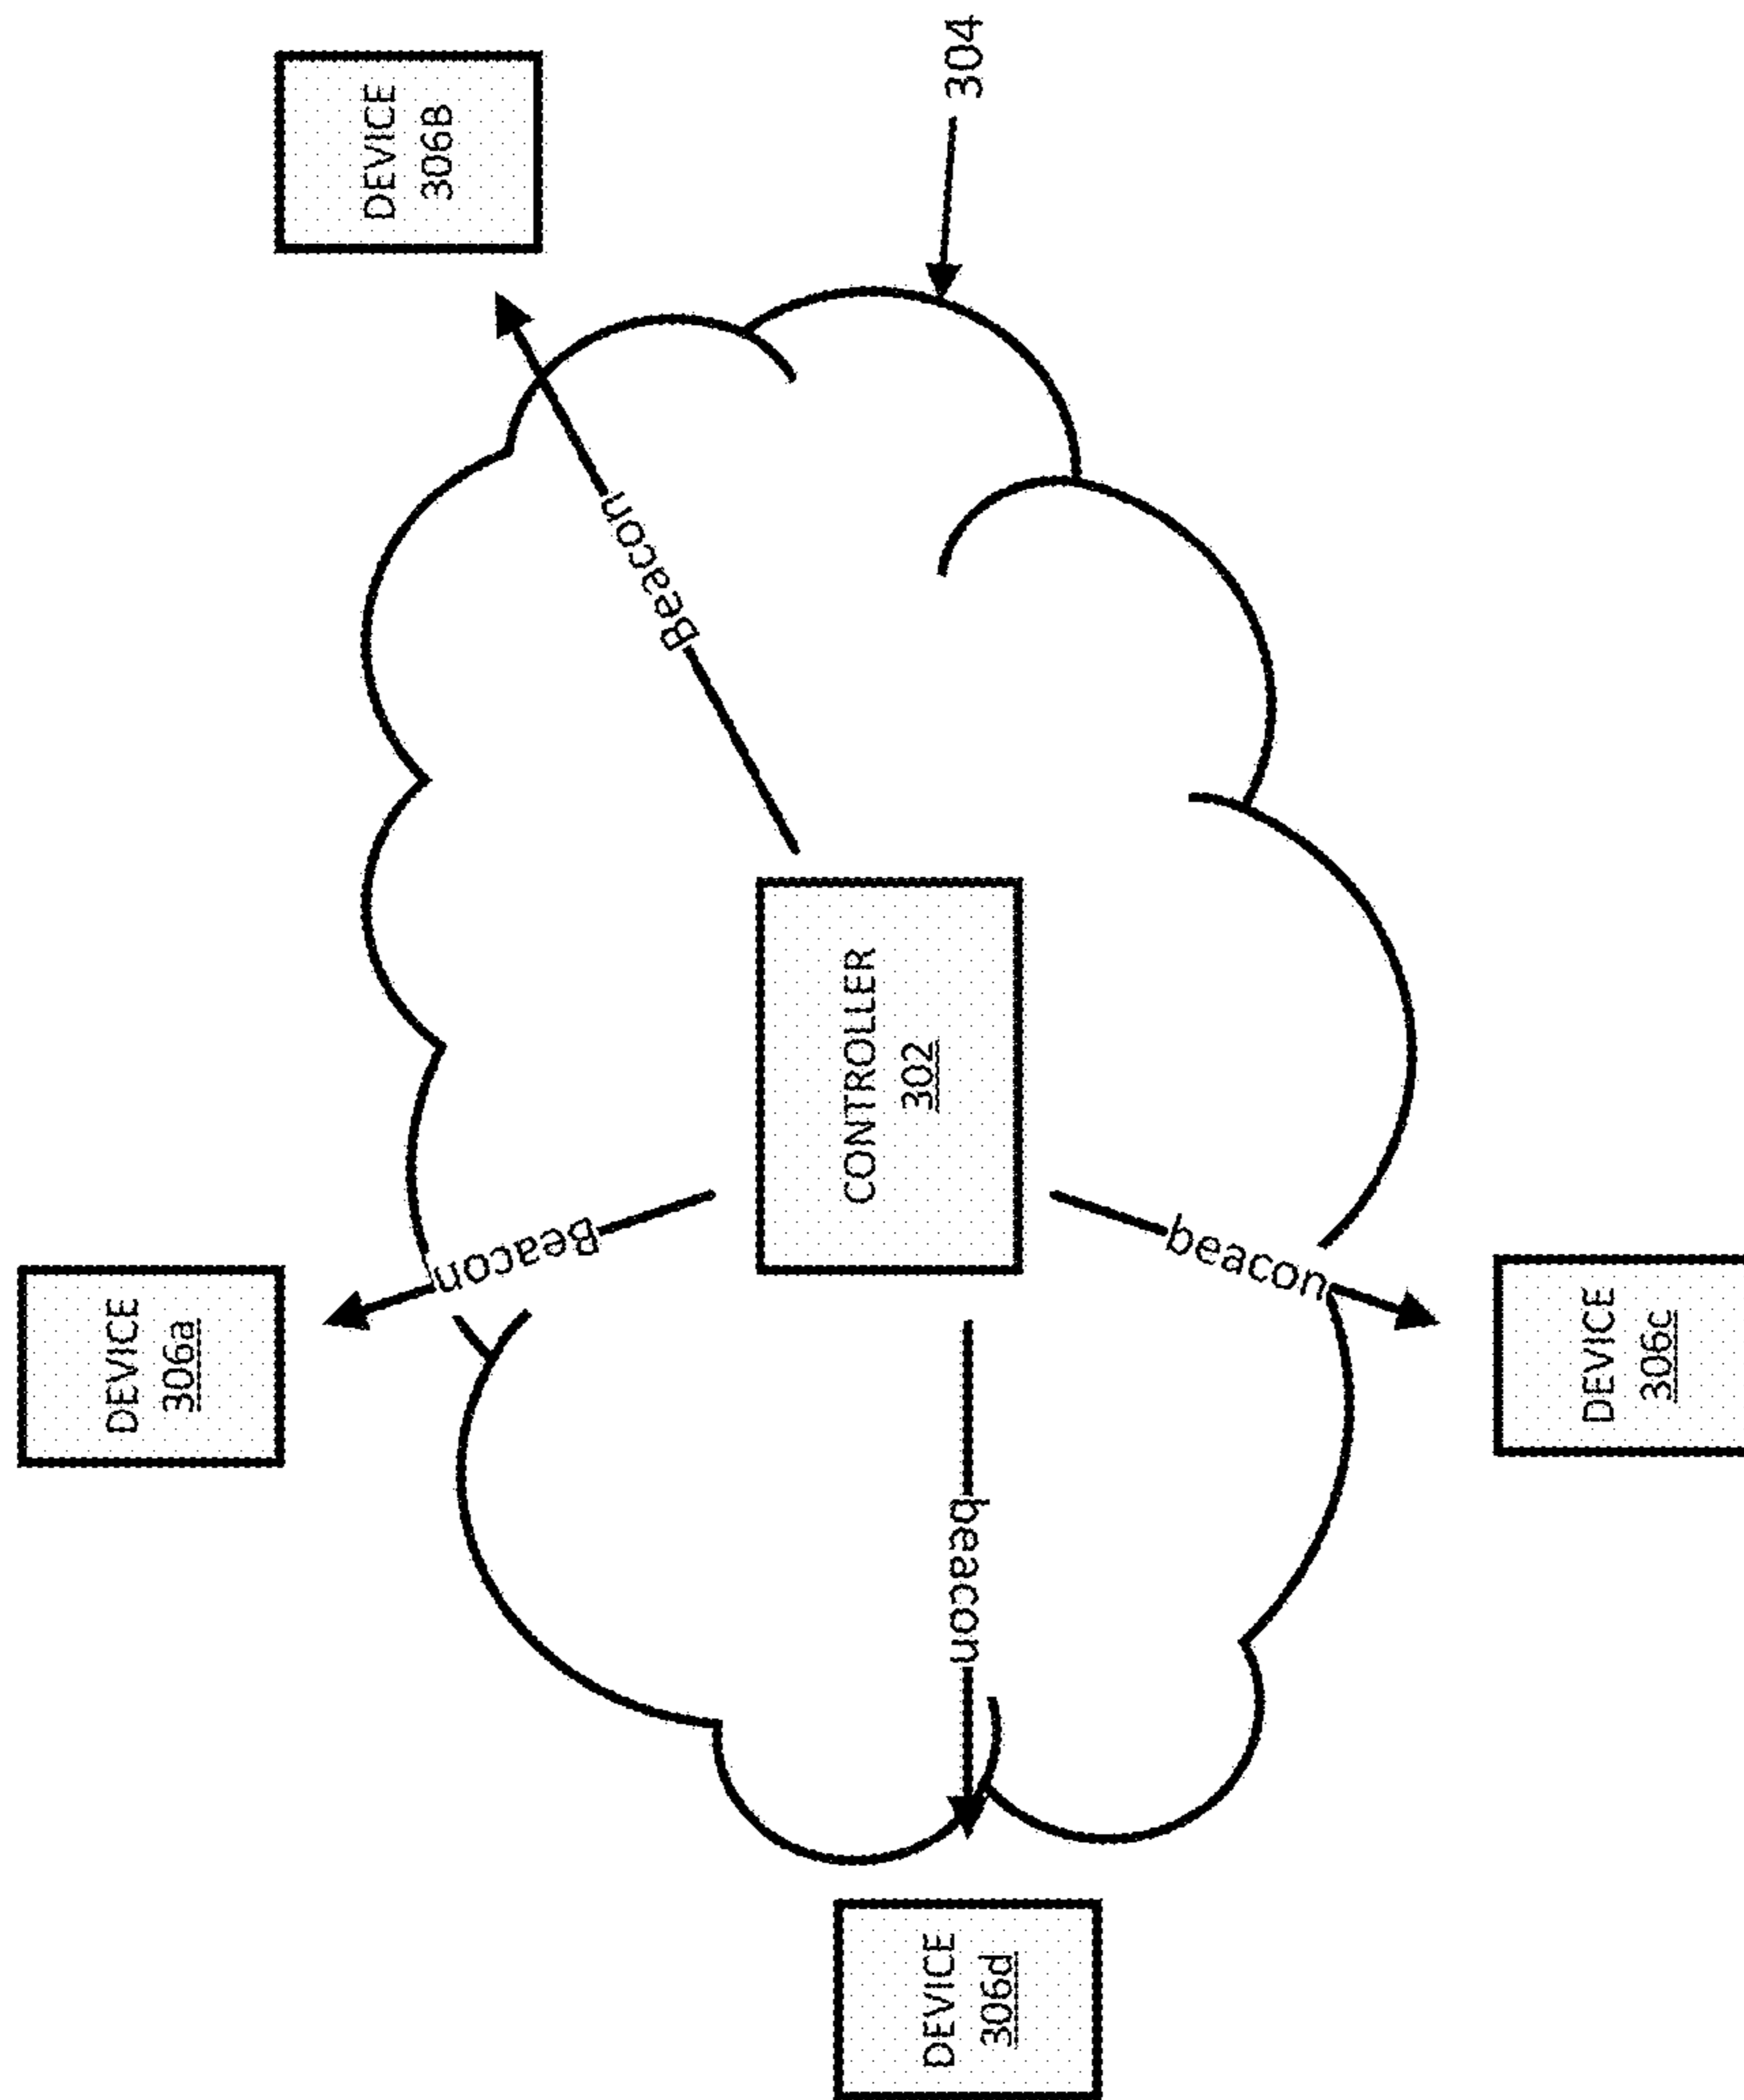 DEVICE
306a
DEVICE
306B
Beacon
Beacon
CONTROLLER
302
304
DEVICE
306d
beacon
beacon
DEVICE
306c